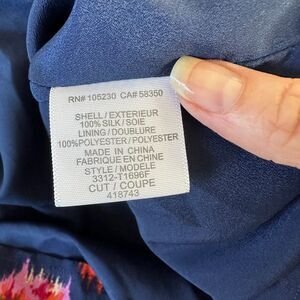 RN# 105230 CA# 58350
SHELL / EXTERIEUR
100% SILK / SOIE
LINING / DOUBLURE
100%POLYESTER / POLYESTER
MADE IN CHINA
FABRIQUE EN CHINE
STYLE / MODELE
3312-T1696F
CUT / COUPE
418743